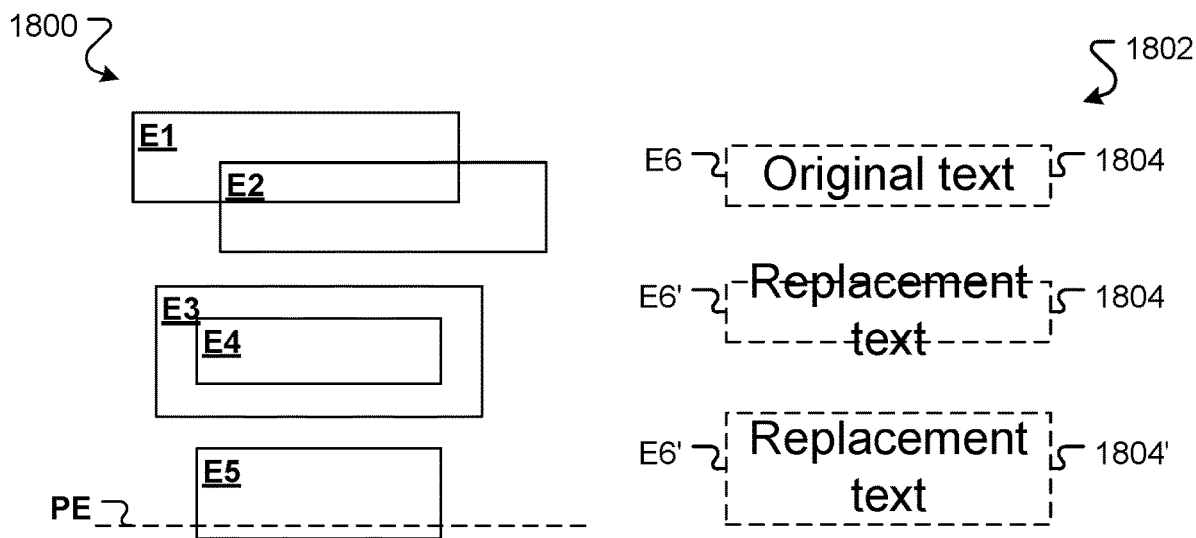 1800
1802
E1
E2
E3
E4
E5
PE
E6 Original text 1804
E6' Replacement 1804
text
E6' Replacement 1804'
text